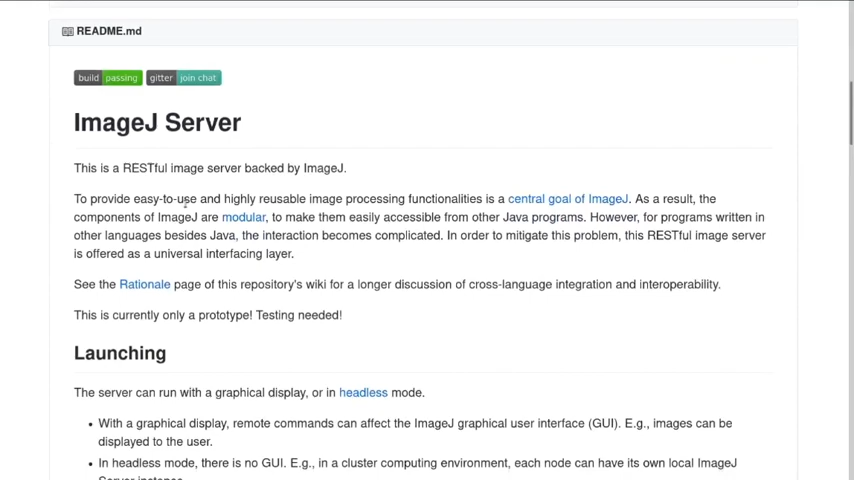 README.md
build passing gitter join chat
ImageJ Server
This is a RESTful image server backed by ImageJ.
To provide easy-to-use and highly reusable image processing functionalities is a central goal of ImageJ. As a result, the
components of ImageJ are modular, to make them easily accessible from other Java programs. However, for programs written in
other languages besides Java, the interaction becomes complicated. In order to mitigate this problem, this RESTful image server
is offered as a universal interfacing layer.
See the Rationale page of this repository's wiki for a longer discussion of cross-language integration and interoperability.
This is currently only a prototype! Testing needed!
Launching
The server can run with a graphical display, or in headless mode.
• With a graphical display, remote commands can affect the ImageJ graphical user interface (GUI). E.g., images can be
displayed to the user.
• In headless mode, there is no GUI. E.g., in a cluster computing environment, each node can have its own local ImageJ
Server instance.